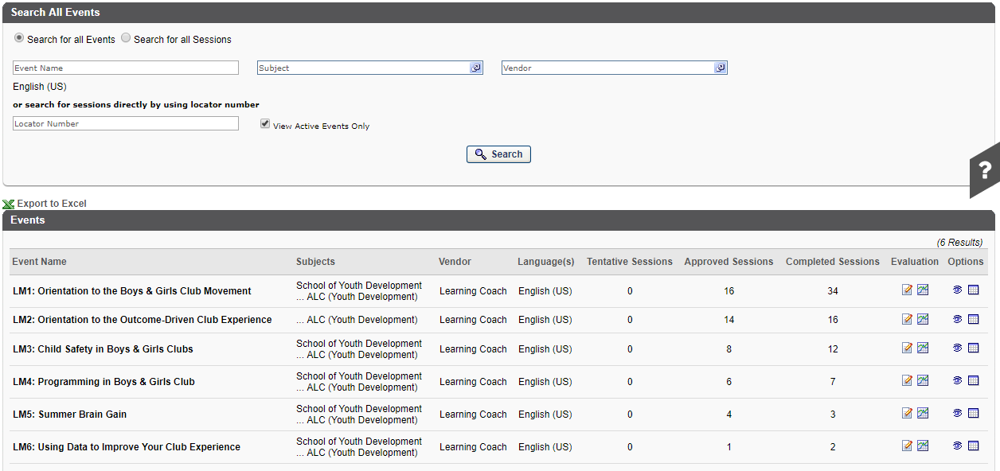 Search All Events
Search for all Events Search for all Sessions
Event Name Subject Vendor
English (US)
or search for sessions directly by using locator number
Locator Number View Active Events Only
Search
?
Export to Excel
Events
(6 Results)
Event Name Subjects Vendor Language(s) Tentative Sessions Approved Sessions Completed Sessions Evaluation Options
LM1: Orientation to the Boys & Girls Club Movement School of Youth Development Learning Coach English (US) 0 16 34
... ALC (Youth Development)
LM2: Orientation to the Outcome-Driven Club Experience ... ALC (Youth Development) Learning Coach English (US) 0 14 16
LM3: Child Safety in Boys & Girls Clubs School of Youth Development Learning Coach English (US) 0 8 12
... ALC (Youth Development)
LM4: Programming in Boys & Girls Club School of Youth Development Learning Coach English (US) 0 6 7
... ALC (Youth Development)
LM5: Summer Brain Gain School of Youth Development Learning Coach English (US) 0 4 3
... ALC (Youth Development)
LM6: Using Data to Improve Your Club Experience School of Youth Development Learning Coach English (US) 0 1 2
... ALC (Youth Development)